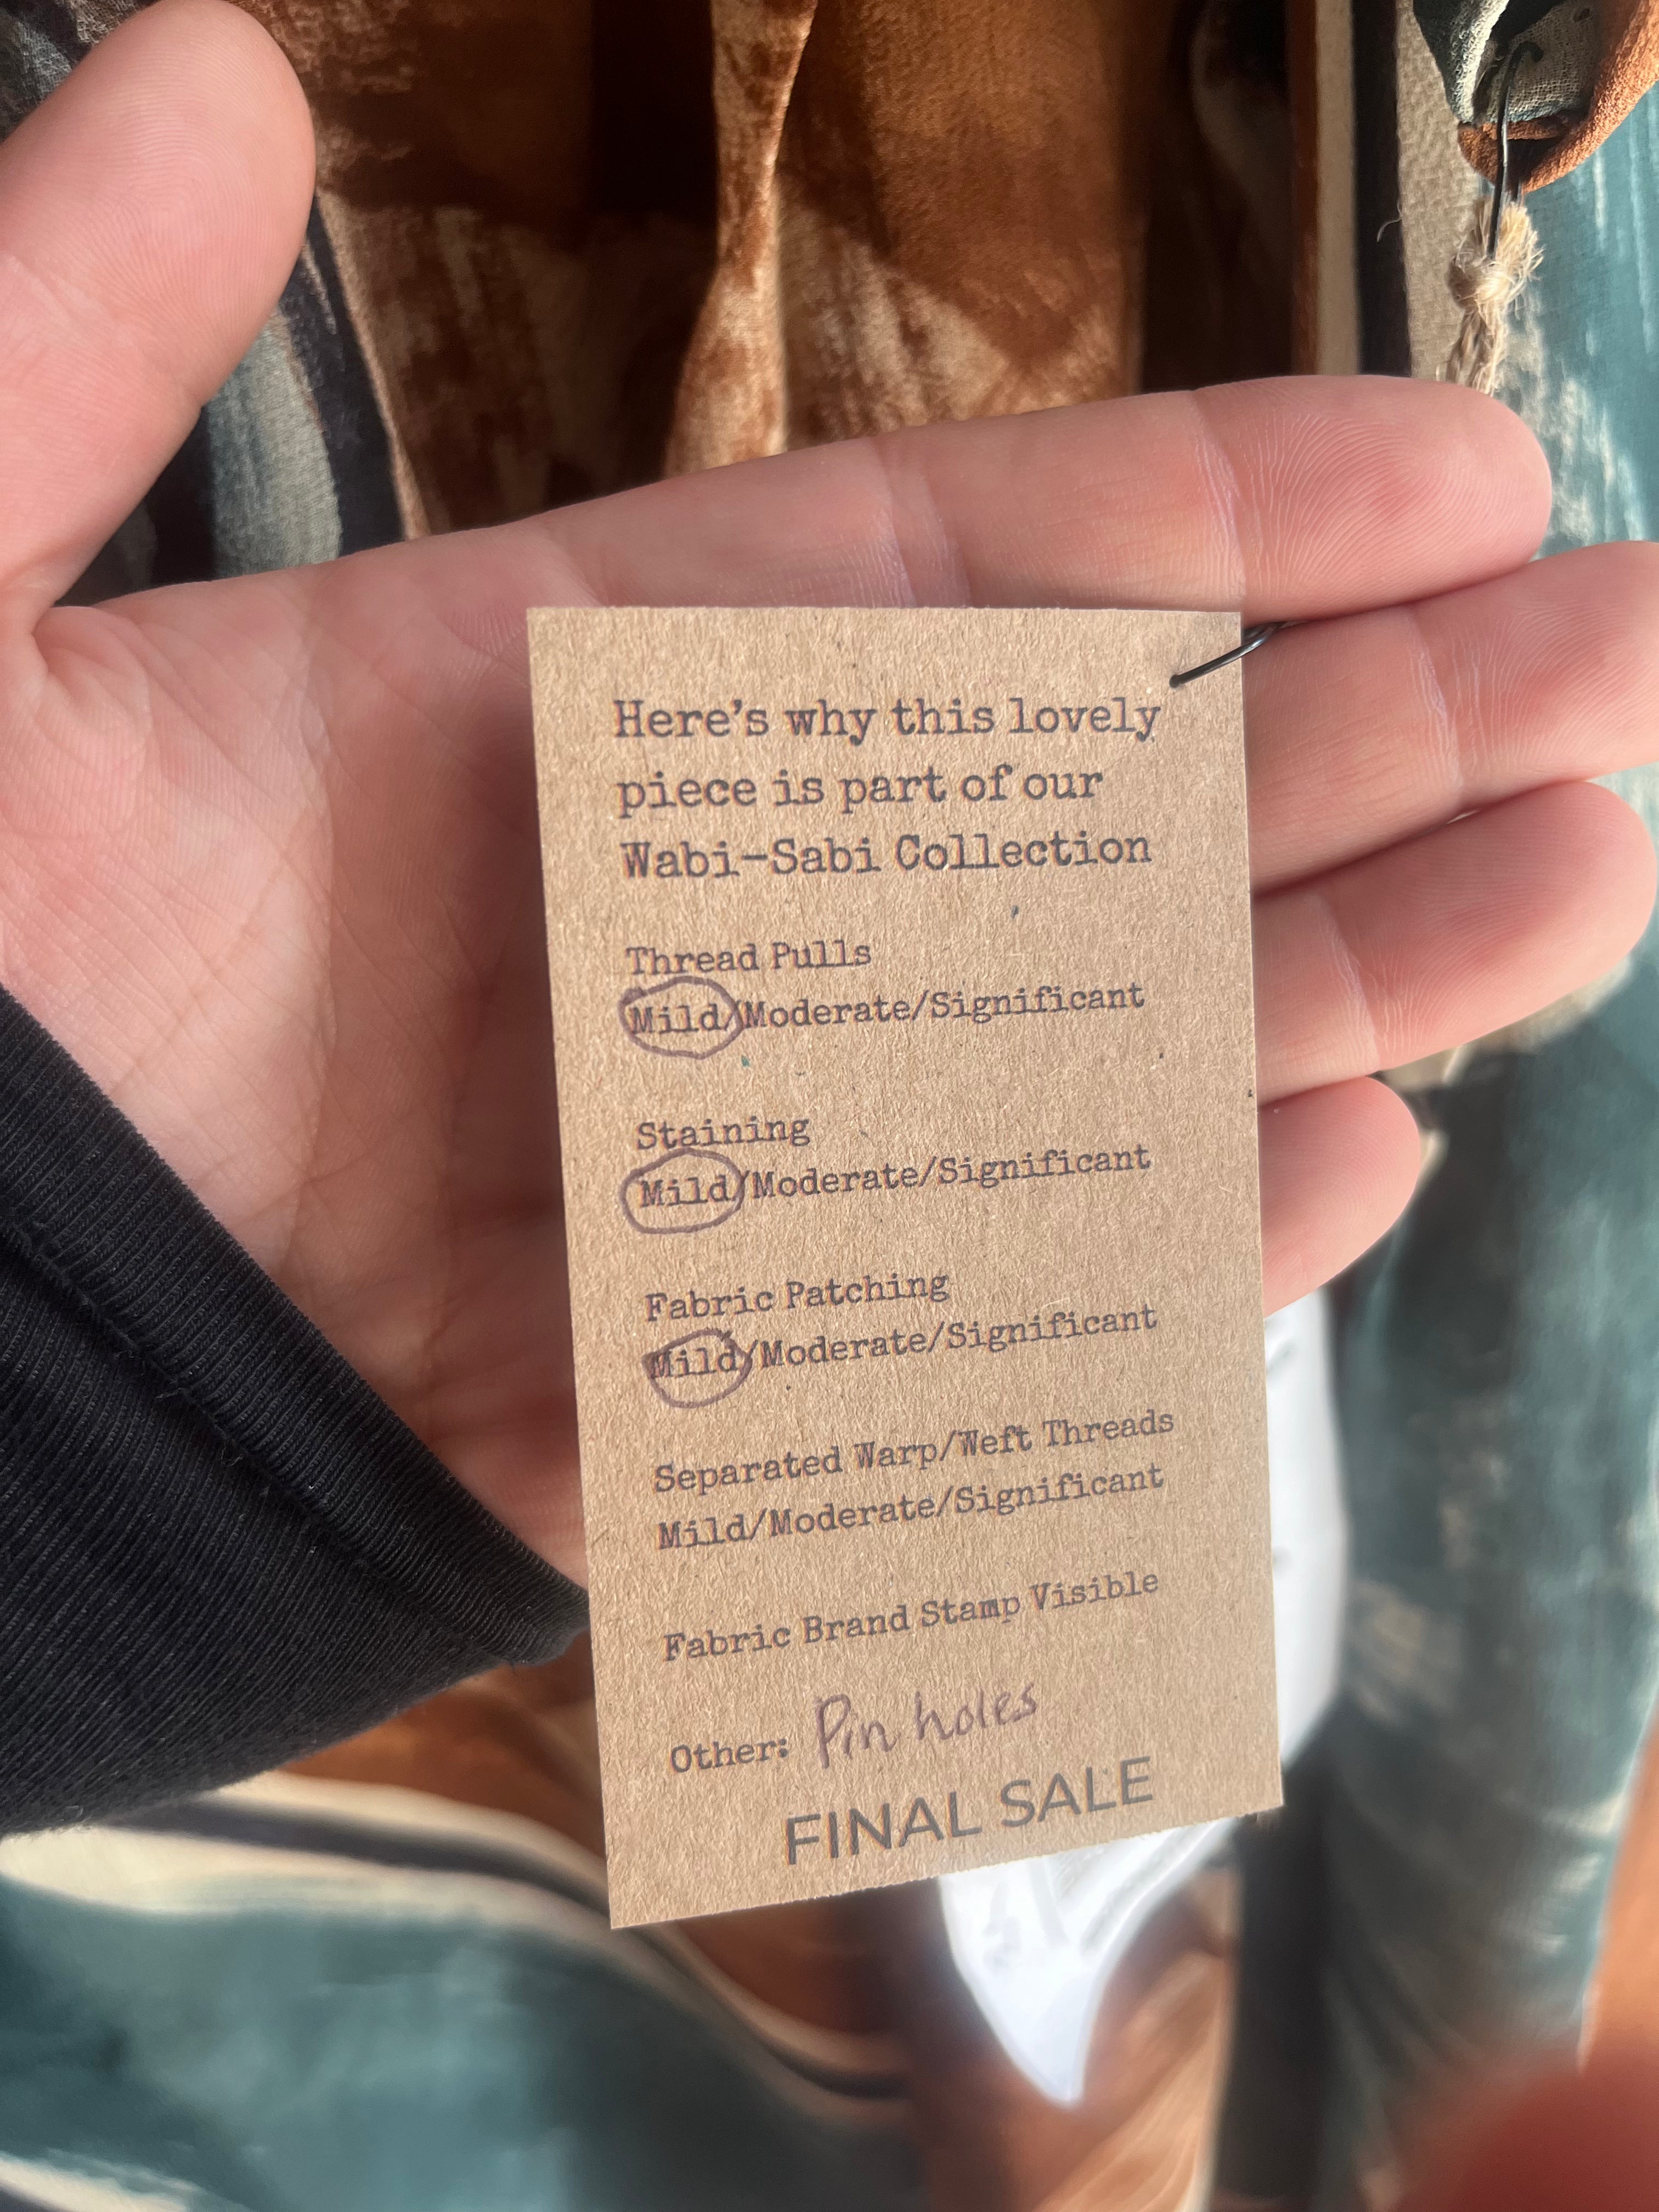 Here's why this lovely
piece is part of our
Wabi-Sabi Collection
Thread Pulls
Mild/Moderate/Significant
Staining
Mild/Moderate/Significant
Fabric Patching
Mild/Moderate/Significant
Separated Warp/Weft Threads
Mild/Moderate/Significant
Fabric Brand Stamp Visible
Other: Pin holes
FINAL SALE